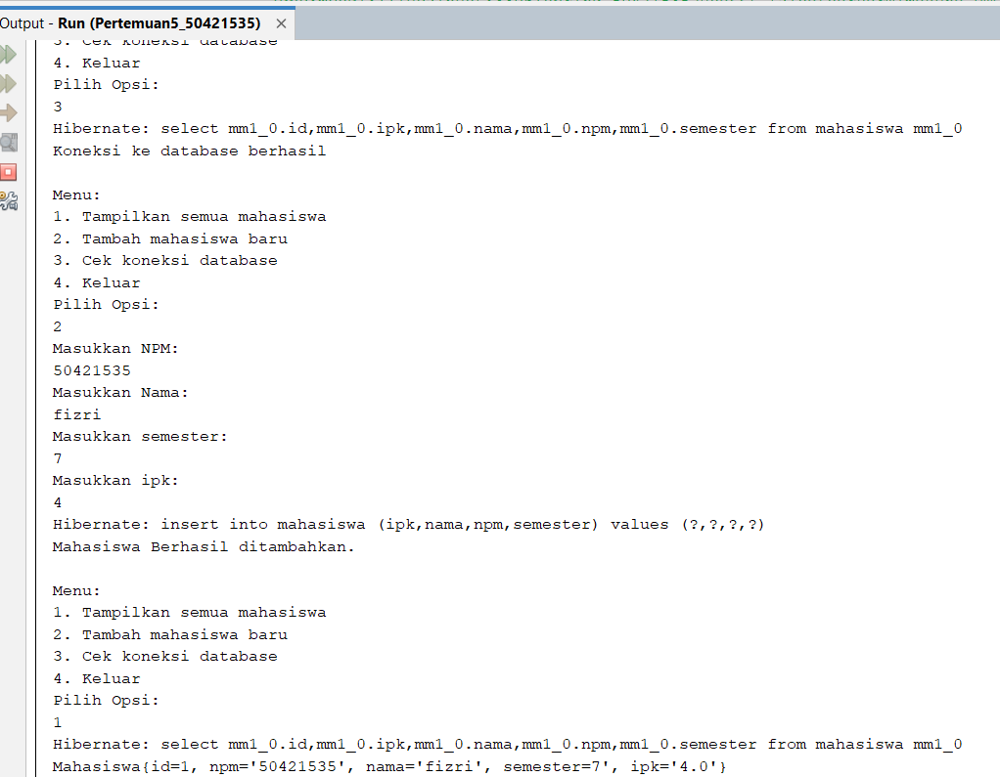 Output - Run (Pertemuan5_50421535) ×
3. Cek koneksi database
4. Keluar
Pilih Opsi:
3
Hibernate: select mm1_0.id,mm1_0.ipk,mm1_0.nama,mm1_0.npm,mm1_0.semester from mahasiswa mm1_0
Koneksi ke database berhasil
Menu:
1. Tampilkan semua mahasiswa
2. Tambah mahasiswa baru
3. Cek koneksi database
4. Keluar
Pilih Opsi:
2
Masukkan NPM:
50421535
Masukkan Nama:
fizri
Masukkan semester:
7
Masukkan ipk:
4
Hibernate: insert into mahasiswa (ipk,nama,npm,semester) values (?,?,?,?)
Mahasiswa Berhasil ditambahkan.
Menu:
1. Tampilkan semua mahasiswa
2. Tambah mahasiswa baru
3. Cek koneksi database
4. Keluar
Pilih Opsi:
1
Hibernate: select mm1_0.id,mm1_0.ipk,mm1_0.nama,mm1_0.npm,mm1_0.semester from mahasiswa mm1_0
Mahasiswa{id=1, npm='50421535', nama='fizri', semester=7', ipk='4.0'}